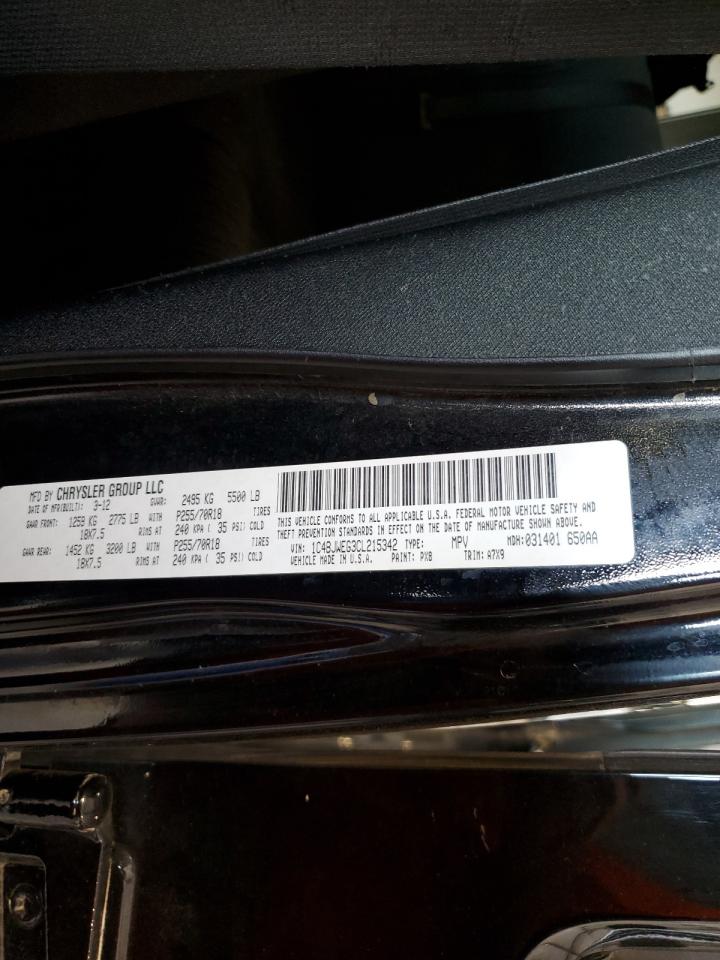 MFD BY CHRYSLER GROUP LLC
DATE OF MFR(BUILT): 3-12 GVWR: 2495 KG 5500 LB
GAWR FRONT: 1259 KG 2775 LB WITH P255/70R18 TIRES
18X7.5 RIMS AT 240 KPA ( 35 PSI) COLD
GAWR REAR: 1452 KG 3200 LB WITH P255/70R18 TIRES
18X7.5 RIMS AT 240 KPA ( 35 PSI) COLD
THIS VEHICLE CONFORMS TO ALL APPLICABLE U.S.A. FEDERAL MOTOR VEHICLE SAFETY AND
THEFT PREVENTION STANDARDS IN EFFECT ON THE DATE OF MANUFACTURE SHOWN ABOVE.
VIN: 1C4BJWEG3CL215342 TYPE: MPV MDH: 031401 650AA
VEHICLE MADE IN U.S.A. PAINT: PX8 TRIM: A7X9